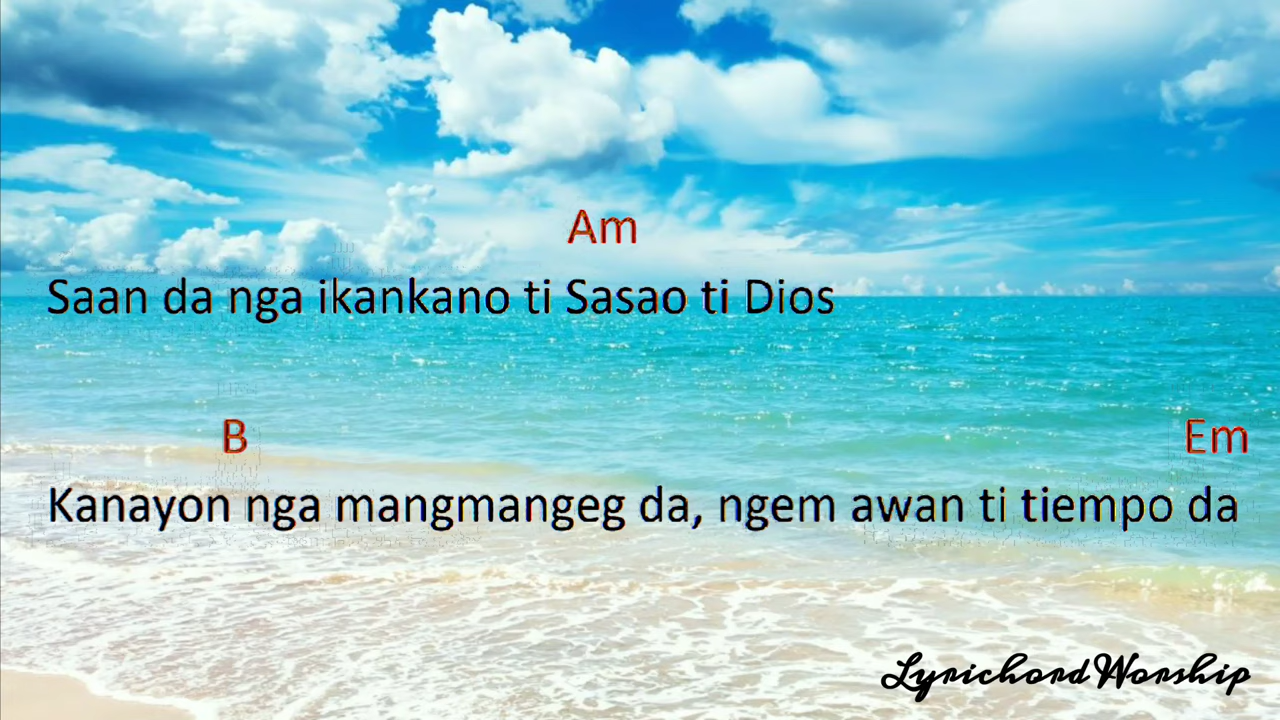 Am
Saan da nga ikankano ti Sasao ti Dios
B Em
Kanayon nga mangmangeg da, ngem awan ti tiempo da
LyrichordWorship